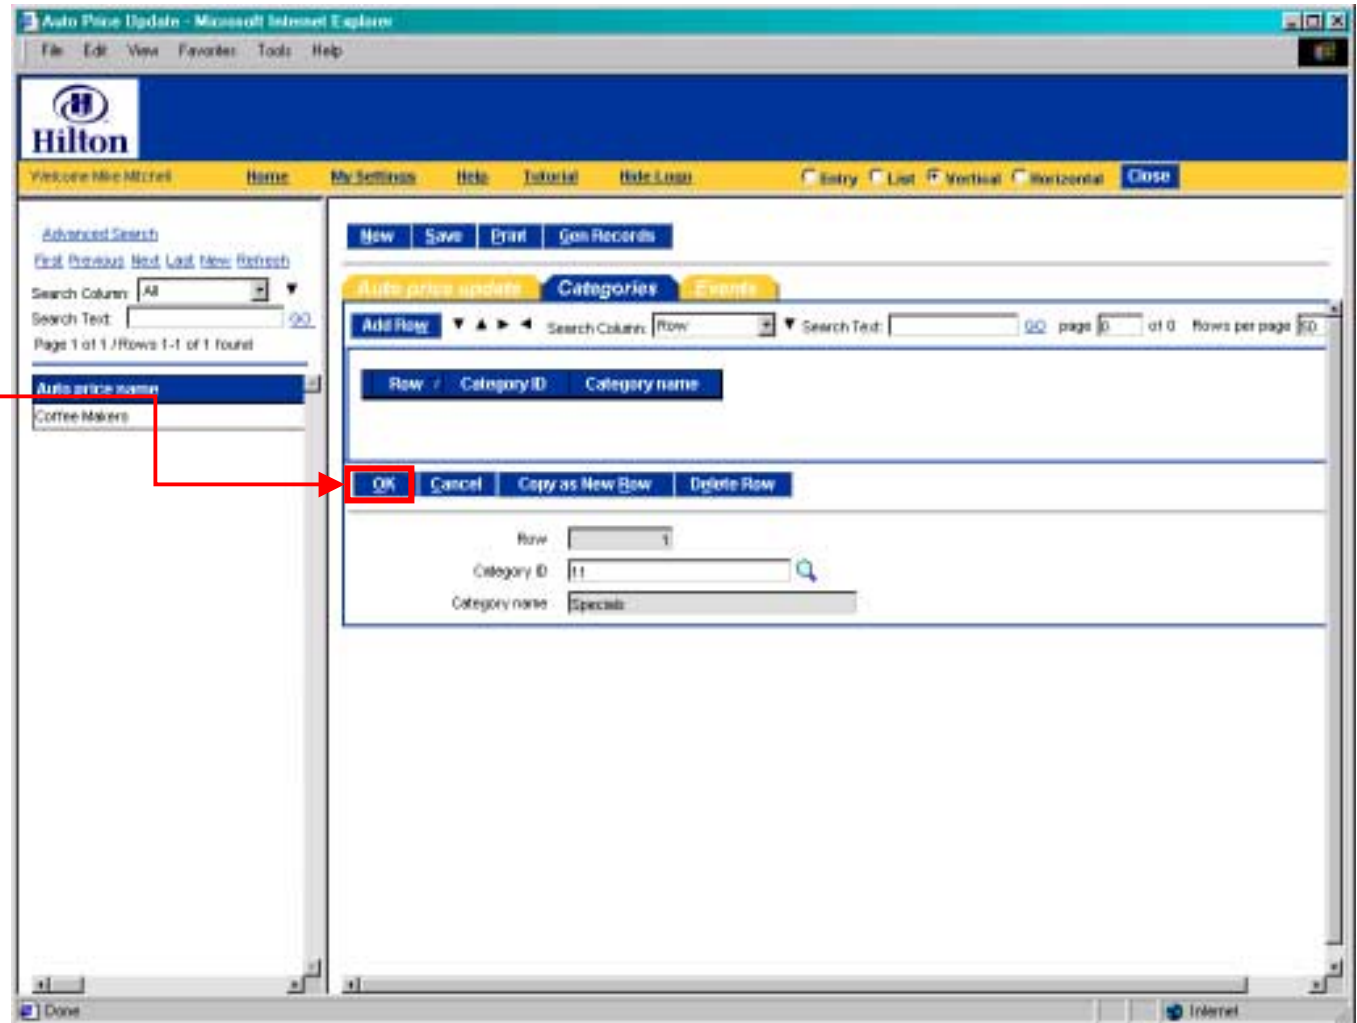 Auto Price Update - Microsoft Internet Explorer
File Edit View Favorites Tools Help
Hilton
Welcome Mike Mitchell Home My Settings Help Tutorial Hide Logo Entry List Vertical Horizontal Close
Advanced Search
First Previous Next Last New Refresh
Search Column: All
Search Text: GO
Page 1 of 1 / Rows 1-1 of 1 found
Auto price name
Coffee Makers
New Save Print Gen Records
Auto price update Categories Events
Add Row Search Column: Row Search Text: GO page 0 of 0 Rows per page 50
Row / Category ID Category name
OK Cancel Copy as New Row Delete Row
Row 1
Category ID 11
Category name Specials
Done Internet